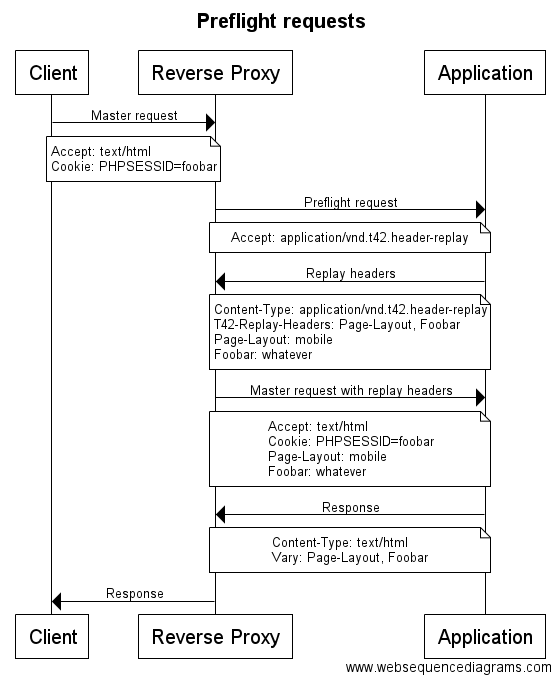 Preflight requests
Client
Reverse Proxy
Application
Master request
Accept: text/html
Cookie: PHPSESSID=foobar
Preflight request
Accept: application/vnd.t42.header-replay
Replay headers
Content-Type: application/vnd.t42.header-replay
T42-Replay-Headers: Page-Layout, Foobar
Page-Layout: mobile
Foobar: whatever
Master request with replay headers
Accept: text/html
Cookie: PHPSESSID=foobar
Page-Layout: mobile
Foobar: whatever
Response
Content-Type: text/html
Vary: Page-Layout, Foobar
Response
Client
Reverse Proxy
Application
www.websequencediagrams.com